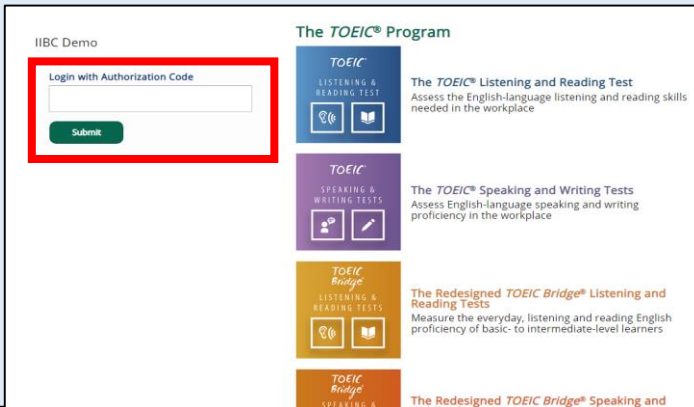 IIBC Demo
Login with Authorization Code
Submit
The TOEIC® Program
TOEIC®
LISTENING &
READING TEST
The TOEIC® Listening and Reading Test
Assess the English-language listening and reading skills
needed in the workplace
TOEIC®
SPEAKING &
WRITING TESTS
The TOEIC® Speaking and Writing Tests
Assess English-language speaking and writing
proficiency in the workplace
TOEIC
Bridge®
LISTENING &
READING TESTS
The Redesigned TOEIC Bridge® Listening and
Reading Tests
Measure the everyday, listening and reading English
proficiency of basic- to intermediate-level learners
TOEIC
Bridge®
SPEAKING &
The Redesigned TOEIC Bridge® Speaking and